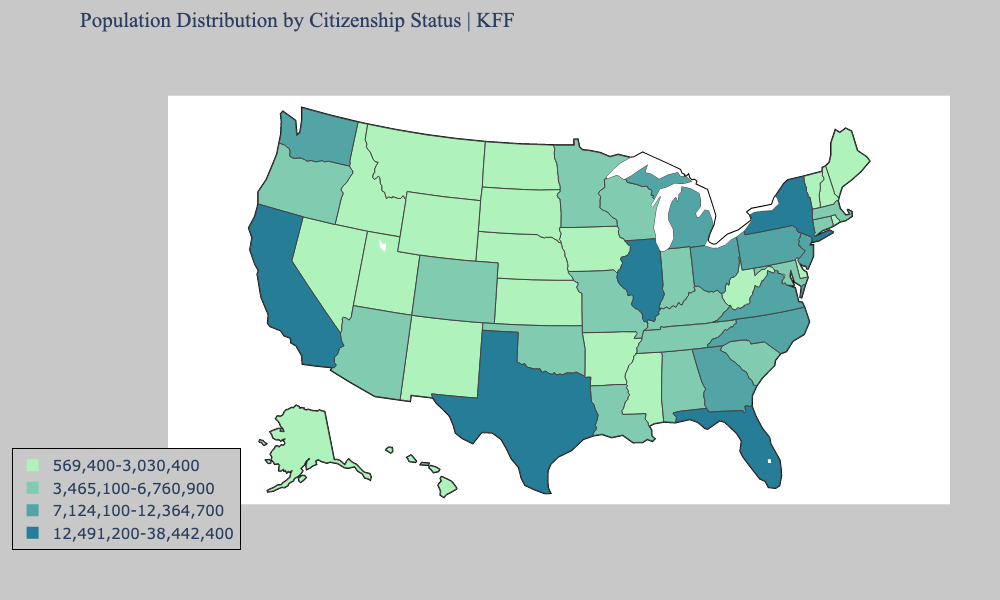 Population Distribution by Citizenship Status | KFF
569,400-3,030,400
3,465,100-6,760,900
7,124,100-12,364,700
12,491,200-38,442,400